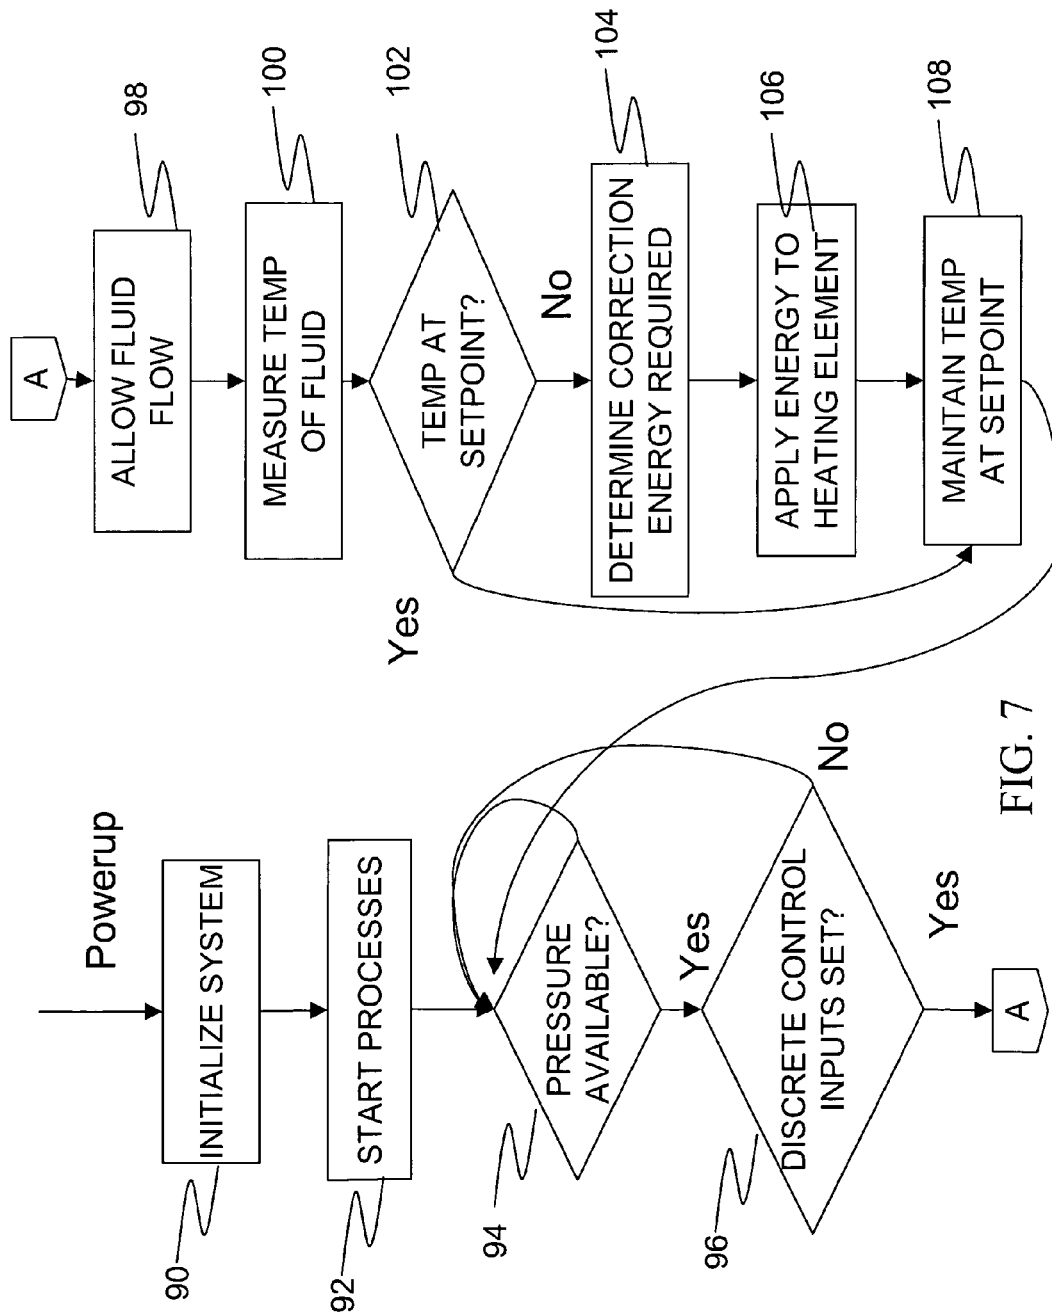 Powerup
INITIALIZE SYSTEM
90
START PROCESSES
92
PRESSURE
AVAILABLE?
94
Yes
DISCRETE CONTROL
INPUTS SET?
96
No
Yes
A
A
ALLOW FLUID
FLOW
98
MEASURE TEMP
OF FLUID
100
TEMP AT
SETPOINT?
102
Yes
No
DETERMINE CORRECTION
ENERGY REQUIRED
104
APPLY ENERGY TO
HEATING ELEMENT
106
MAINTAIN TEMP
AT SETPOINT
108
FIG. 7